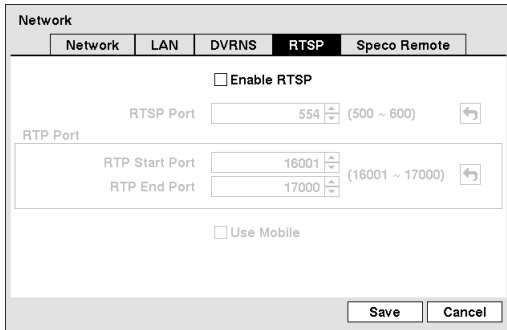 Network
Network LAN DVRNS RTSP Speco Remote
Enable RTSP
RTSP Port 554 (500 ~ 600)
RTP Port
RTP Start Port 16001
(16001 ~ 17000)
RTP End Port 17000
Use Mobile
Save Cancel